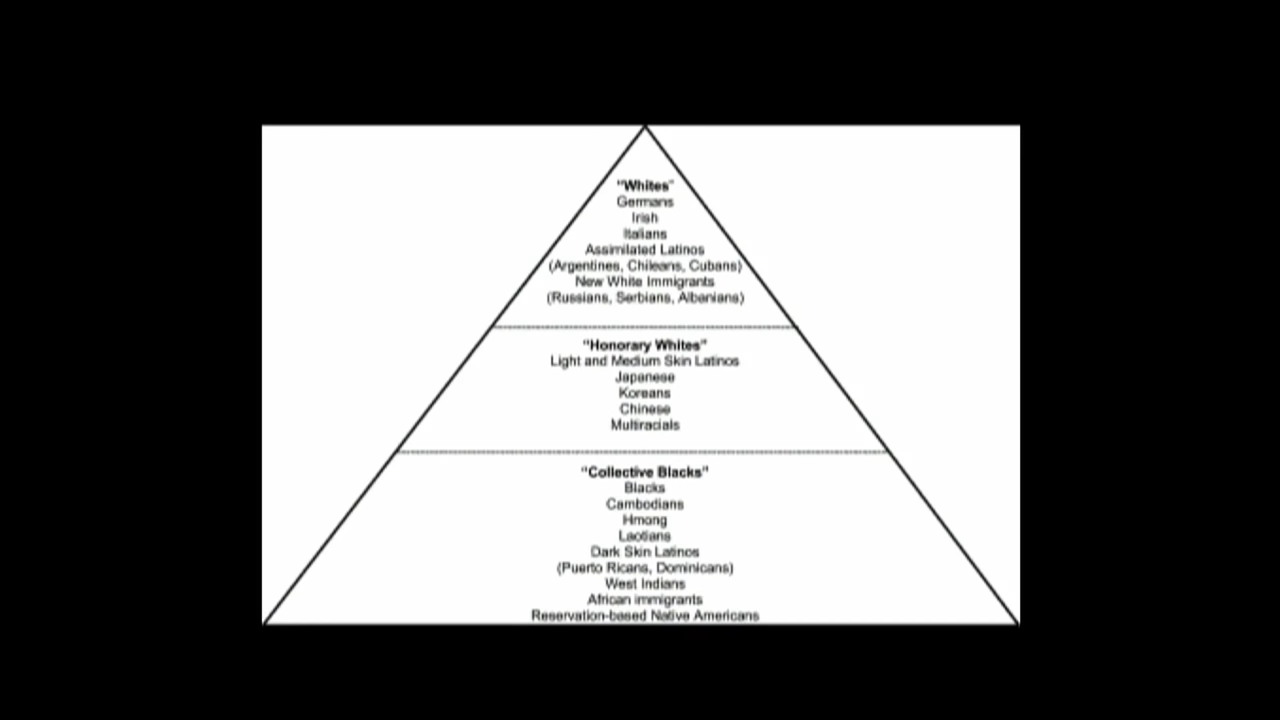 "Whites"
Germans
Irish
Italians
Assimilated Latinos
(Argentines, Chileans, Cubans)
New White Immigrants
(Russians, Serbians, Albanians)
"Honorary Whites"
Light and Medium Skin Latinos
Japanese
Koreans
Chinese
Multiracials
"Collective Blacks"
Blacks
Cambodians
Hmong
Laotians
Dark Skin Latinos
(Puerto Ricans, Dominicans)
West Indians
African immigrants
Reservation-based Native Americans